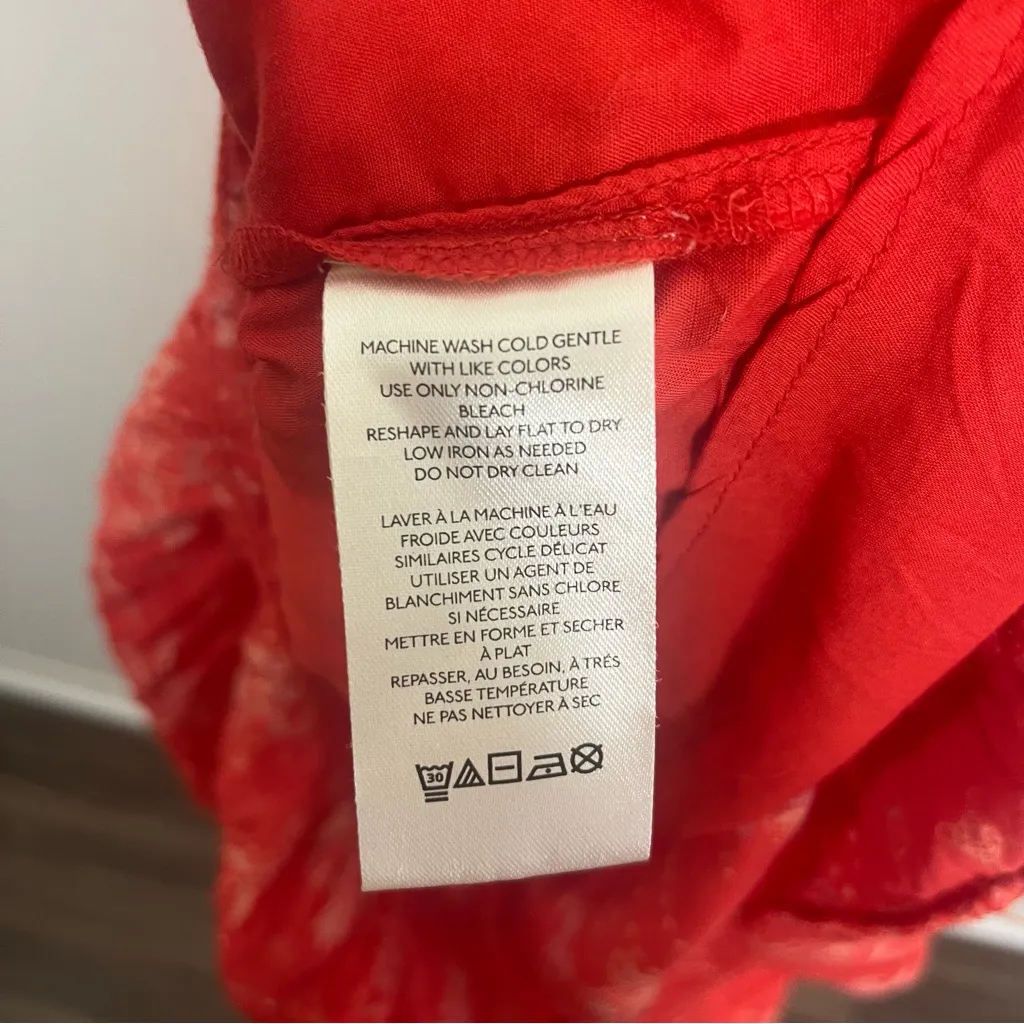 MACHINE WASH COLD GENTLE
WITH LIKE COLORS
USE ONLY NON-CHLORINE
BLEACH
RESHAPE AND LAY FLAT TO DRY
LOW IRON AS NEEDED
DO NOT DRY CLEAN
LAVER À LA MACHINE À L'EAU
FROIDE AVEC COULEURS
SIMILAIRES CYCLE DÉLICAT
UTILISER UN AGENT DE
BLANCHIMENT SANS CHLORE
SI NÉCESSAIRE
METTRE EN FORME ET SECHER
À PLAT
REPASSER, AU BESOIN, À TRÉS
BASSE TEMPÉRATURE
NE PAS NETTOYER À SEC
30